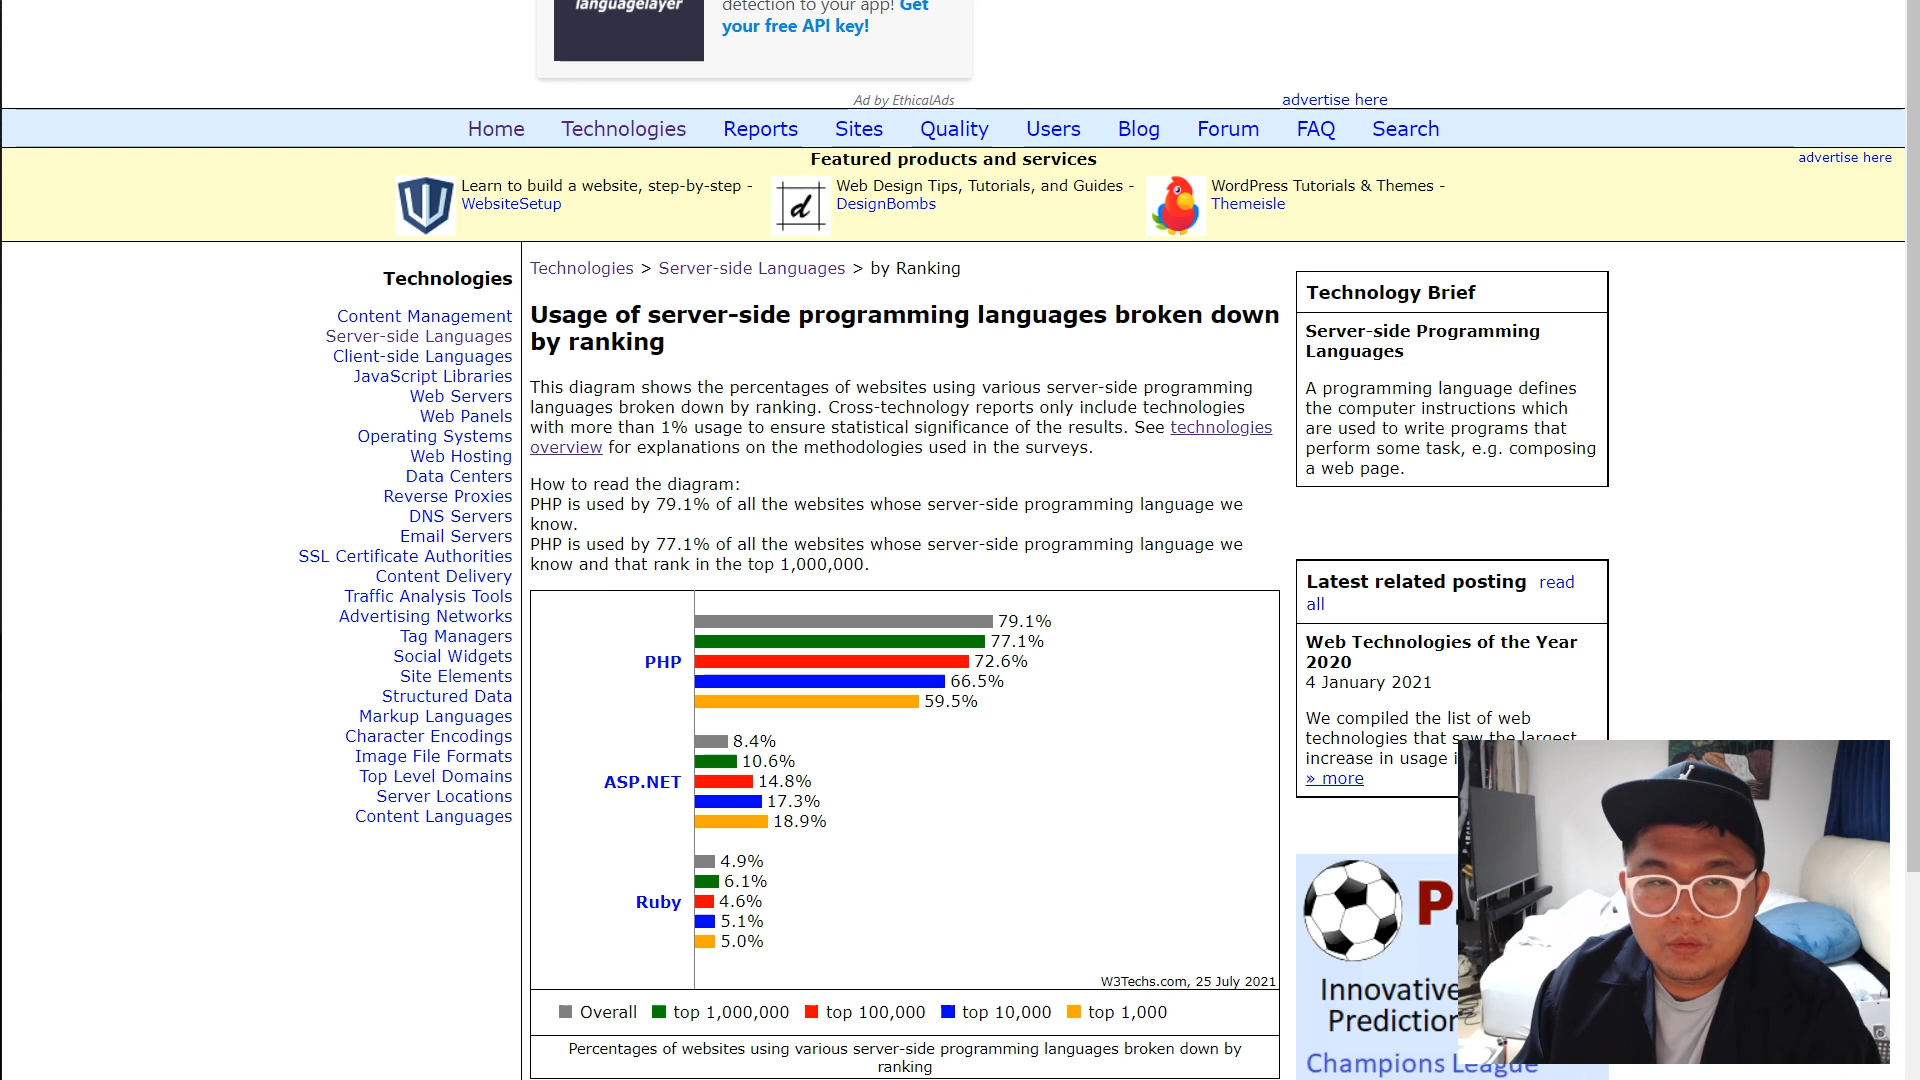 languagelayer
detection to your app! Get
your free API key!
Ad by EthicalAds
advertise here
Home Technologies Reports Sites Quality Users Blog Forum FAQ Search
Featured products and services
advertise here
Learn to build a website, step-by-step -
WebsiteSetup
d
Web Design Tips, Tutorials, and Guides -
DesignBombs
WordPress Tutorials & Themes -
Themeisle
Technologies
Content Management
Server-side Languages
Client-side Languages
JavaScript Libraries
Web Servers
Web Panels
Operating Systems
Web Hosting
Data Centers
Reverse Proxies
DNS Servers
Email Servers
SSL Certificate Authorities
Content Delivery
Traffic Analysis Tools
Advertising Networks
Tag Managers
Social Widgets
Site Elements
Structured Data
Markup Languages
Character Encodings
Image File Formats
Top Level Domains
Server Locations
Content Languages
Technologies > Server-side Languages > by Ranking
Usage of server-side programming languages broken down
by ranking
This diagram shows the percentages of websites using various server-side programming
languages broken down by ranking. Cross-technology reports only include technologies
with more than 1% usage to ensure statistical significance of the results. See technologies
overview for explanations on the methodologies used in the surveys.
How to read the diagram:
PHP is used by 79.1% of all the websites whose server-side programming language we
know.
PHP is used by 77.1% of all the websites whose server-side programming language we
know and that rank in the top 1,000,000.
PHP
79.1%
77.1%
72.6%
66.5%
59.5%
ASP.NET
8.4%
10.6%
14.8%
17.3%
18.9%
Ruby
4.9%
6.1%
4.6%
5.1%
5.0%
W3Techs.com, 25 July 2021
Overall top 1,000,000 top 100,000 top 10,000 top 1,000
Percentages of websites using various server-side programming languages broken down by
ranking
Technology Brief
Server-side Programming
Languages
A programming language defines
the computer instructions which
are used to write programs that
perform some task, e.g. composing
a web page.
Latest related posting read
all
Web Technologies of the Year
2020
4 January 2021
We compiled the list of web
technologies that saw the largest
increase in usage
» more
P
Innovative
Prediction
Champions League